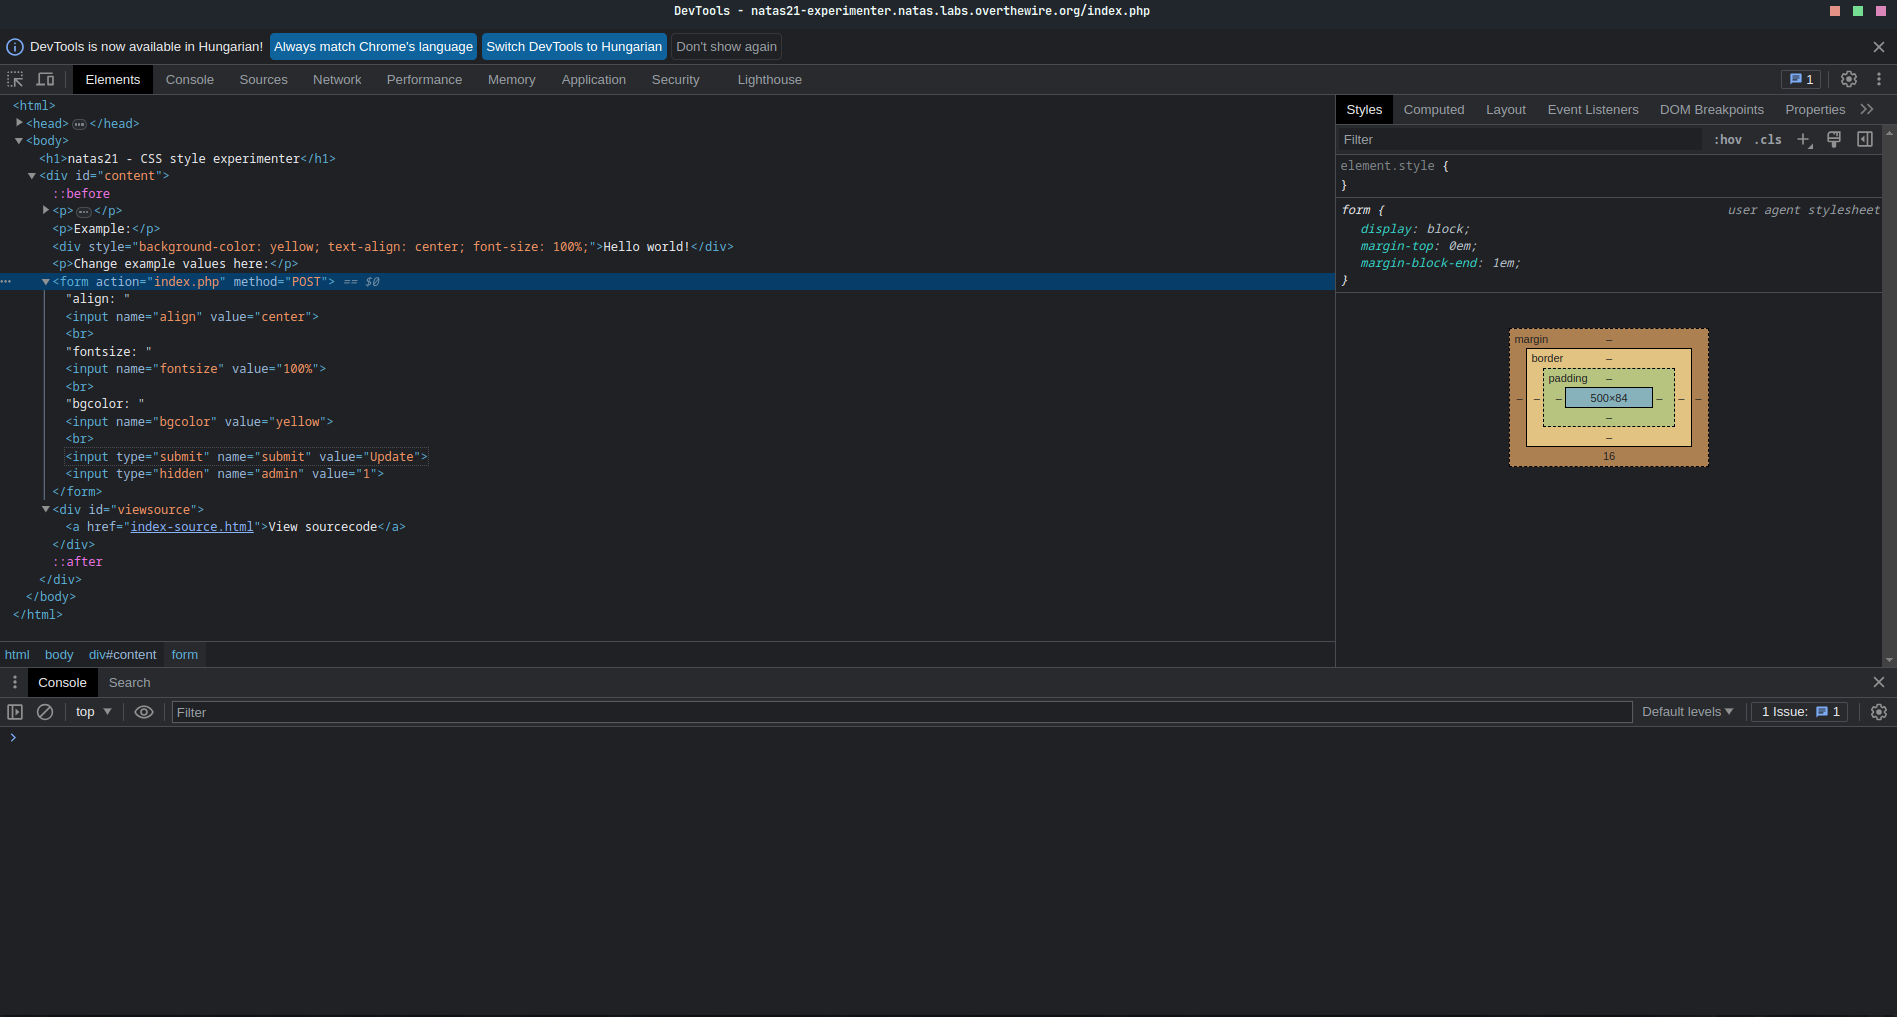 DevTools - natas21-experimenter.natas.labs.overthewire.org/index.php
DevTools is now available in Hungarian! Always match Chrome's language Switch DevTools to Hungarian Don't show again
Elements Console Sources Network Performance Memory Application Security Lighthouse 1
<html>
<head> ••• </head>
<body>
<h1>natas21 - CSS style experimenter</h1>
<div id="content">
::before
<p> ••• </p>
<p>Example:</p>
<div style="background-color: yellow; text-align: center; font-size: 100%;">Hello world!</div>
<p>Change example values here:</p>
<form action="index.php" method="POST"> == $0
"align: "
<input name="align" value="center">
<br>
"fontsize: "
<input name="fontsize" value="100%">
<br>
"bgcolor: "
<input name="bgcolor" value="yellow">
<br>
<input type="submit" name="submit" value="Update">
<input type="hidden" name="admin" value="1">
</form>
<div id="viewsource">
<a href="index-source.html">View sourcecode</a>
</div>
::after
</div>
</body>
</html>
html body div#content form
Styles Computed Layout Event Listeners DOM Breakpoints Properties
Filter :hov .cls
element.style {
}
form { user agent stylesheet
display: block;
margin-top: 0em;
margin-block-end: 1em;
}
margin –
border –
padding –
– – – 500×84 – – –
–
–
16
Console Search
top Filter Default levels 1 Issue: 1